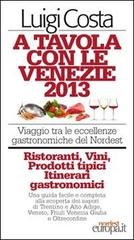 Luigi Costa
A TAVOLA
CON LE
VENEZIE
2013
Viaggio tra le eccellenze
gastronomiche del Nordest
Ristoranti, Vini,
Prodotti tipici
Itinerari
gastronomici
Una guida facile e completa
alla scoperta dei sapori di
Trentino e Alto Adige,
Veneto, Friuli Venezia Giulia
e Oltreconfine
nordest
europa.it